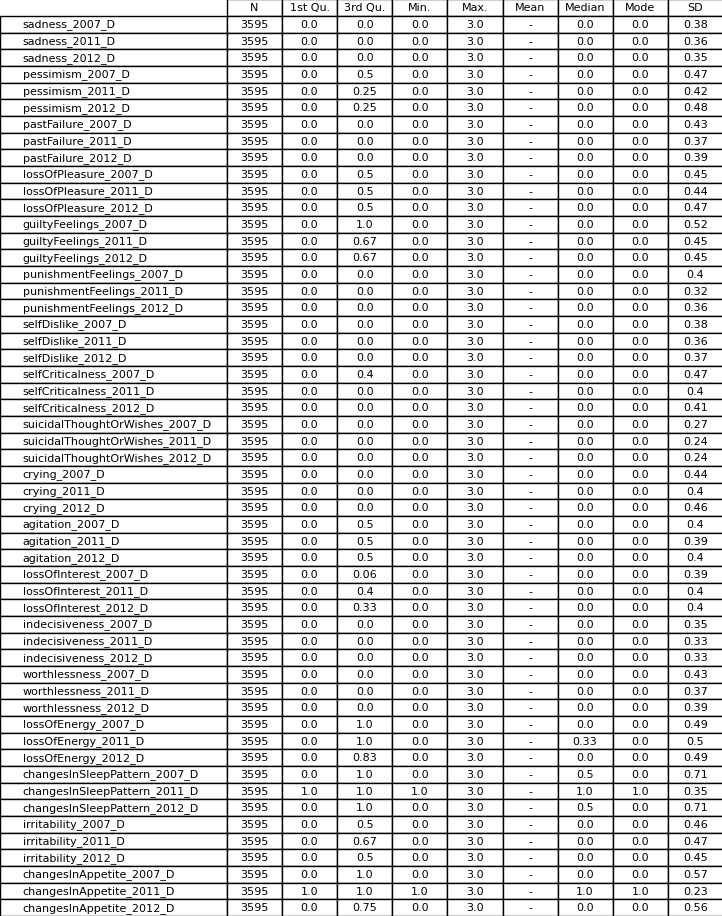 N 1st Qu. 3rd Qu. Min. Max. Mean Median Mode SD
sadness_2007_D 3595 0.0 0.0 0.0 3.0 - 0.0 0.0 0.38
sadness_2011_D 3595 0.0 0.0 0.0 3.0 - 0.0 0.0 0.36
sadness_2012_D 3595 0.0 0.0 0.0 3.0 - 0.0 0.0 0.35
pessimism_2007_D 3595 0.0 0.5 0.0 3.0 - 0.0 0.0 0.47
pessimism_2011_D 3595 0.0 0.25 0.0 3.0 - 0.0 0.0 0.42
pessimism_2012_D 3595 0.0 0.25 0.0 3.0 - 0.0 0.0 0.48
pastFailure_2007_D 3595 0.0 0.0 0.0 3.0 - 0.0 0.0 0.43
pastFailure_2011_D 3595 0.0 0.0 0.0 3.0 - 0.0 0.0 0.37
pastFailure_2012_D 3595 0.0 0.0 0.0 3.0 - 0.0 0.0 0.39
lossOfPleasure_2007_D 3595 0.0 0.5 0.0 3.0 - 0.0 0.0 0.45
lossOfPleasure_2011_D 3595 0.0 0.5 0.0 3.0 - 0.0 0.0 0.44
lossOfPleasure_2012_D 3595 0.0 0.5 0.0 3.0 - 0.0 0.0 0.47
guiltyFeelings_2007_D 3595 0.0 1.0 0.0 3.0 - 0.0 0.0 0.52
guiltyFeelings_2011_D 3595 0.0 0.67 0.0 3.0 - 0.0 0.0 0.45
guiltyFeelings_2012_D 3595 0.0 0.67 0.0 3.0 - 0.0 0.0 0.45
punishmentFeelings_2007_D 3595 0.0 0.0 0.0 3.0 - 0.0 0.0 0.4
punishmentFeelings_2011_D 3595 0.0 0.0 0.0 3.0 - 0.0 0.0 0.32
punishmentFeelings_2012_D 3595 0.0 0.0 0.0 3.0 - 0.0 0.0 0.36
selfDislike_2007_D 3595 0.0 0.0 0.0 3.0 - 0.0 0.0 0.38
selfDislike_2011_D 3595 0.0 0.0 0.0 3.0 - 0.0 0.0 0.36
selfDislike_2012_D 3595 0.0 0.0 0.0 3.0 - 0.0 0.0 0.37
selfCriticalness_2007_D 3595 0.0 0.4 0.0 3.0 - 0.0 0.0 0.47
selfCriticalness_2011_D 3595 0.0 0.0 0.0 3.0 - 0.0 0.0 0.4
selfCriticalness_2012_D 3595 0.0 0.0 0.0 3.0 - 0.0 0.0 0.41
suicidalThoughtOrWishes_2007_D 3595 0.0 0.0 0.0 3.0 - 0.0 0.0 0.27
suicidalThoughtOrWishes_2011_D 3595 0.0 0.0 0.0 3.0 - 0.0 0.0 0.24
suicidalThoughtOrWishes_2012_D 3595 0.0 0.0 0.0 3.0 - 0.0 0.0 0.24
crying_2007_D 3595 0.0 0.0 0.0 3.0 - 0.0 0.0 0.44
crying_2011_D 3595 0.0 0.0 0.0 3.0 - 0.0 0.0 0.4
crying_2012_D 3595 0.0 0.0 0.0 3.0 - 0.0 0.0 0.46
agitation_2007_D 3595 0.0 0.5 0.0 3.0 - 0.0 0.0 0.4
agitation_2011_D 3595 0.0 0.5 0.0 3.0 - 0.0 0.0 0.39
agitation_2012_D 3595 0.0 0.5 0.0 3.0 - 0.0 0.0 0.4
lossOfInterest_2007_D 3595 0.0 0.06 0.0 3.0 - 0.0 0.0 0.39
lossOfInterest_2011_D 3595 0.0 0.4 0.0 3.0 - 0.0 0.0 0.4
lossOfInterest_2012_D 3595 0.0 0.33 0.0 3.0 - 0.0 0.0 0.4
indecisiveness_2007_D 3595 0.0 0.0 0.0 3.0 - 0.0 0.0 0.35
indecisiveness_2011_D 3595 0.0 0.0 0.0 3.0 - 0.0 0.0 0.33
indecisiveness_2012_D 3595 0.0 0.0 0.0 3.0 - 0.0 0.0 0.33
worthlessness_2007_D 3595 0.0 0.0 0.0 3.0 - 0.0 0.0 0.43
worthlessness_2011_D 3595 0.0 0.0 0.0 3.0 - 0.0 0.0 0.37
worthlessness_2012_D 3595 0.0 0.0 0.0 3.0 - 0.0 0.0 0.39
lossOfEnergy_2007_D 3595 0.0 1.0 0.0 3.0 - 0.0 0.0 0.49
lossOfEnergy_2011_D 3595 0.0 1.0 0.0 3.0 - 0.33 0.0 0.5
lossOfEnergy_2012_D 3595 0.0 0.83 0.0 3.0 - 0.0 0.0 0.49
changesInSleepPattern_2007_D 3595 0.0 1.0 0.0 3.0 - 0.5 0.0 0.71
changesInSleepPattern_2011_D 3595 1.0 1.0 1.0 3.0 - 1.0 1.0 0.35
changesInSleepPattern_2012_D 3595 0.0 1.0 0.0 3.0 - 0.5 0.0 0.71
irritability_2007_D 3595 0.0 0.5 0.0 3.0 - 0.0 0.0 0.46
irritability_2011_D 3595 0.0 0.67 0.0 3.0 - 0.0 0.0 0.47
irritability_2012_D 3595 0.0 0.5 0.0 3.0 - 0.0 0.0 0.45
changesInAppetite_2007_D 3595 0.0 1.0 0.0 3.0 - 0.0 0.0 0.57
changesInAppetite_2011_D 3595 1.0 1.0 1.0 3.0 - 1.0 1.0 0.23
changesInAppetite_2012_D 3595 0.0 0.75 0.0 3.0 - 0.0 0.0 0.56